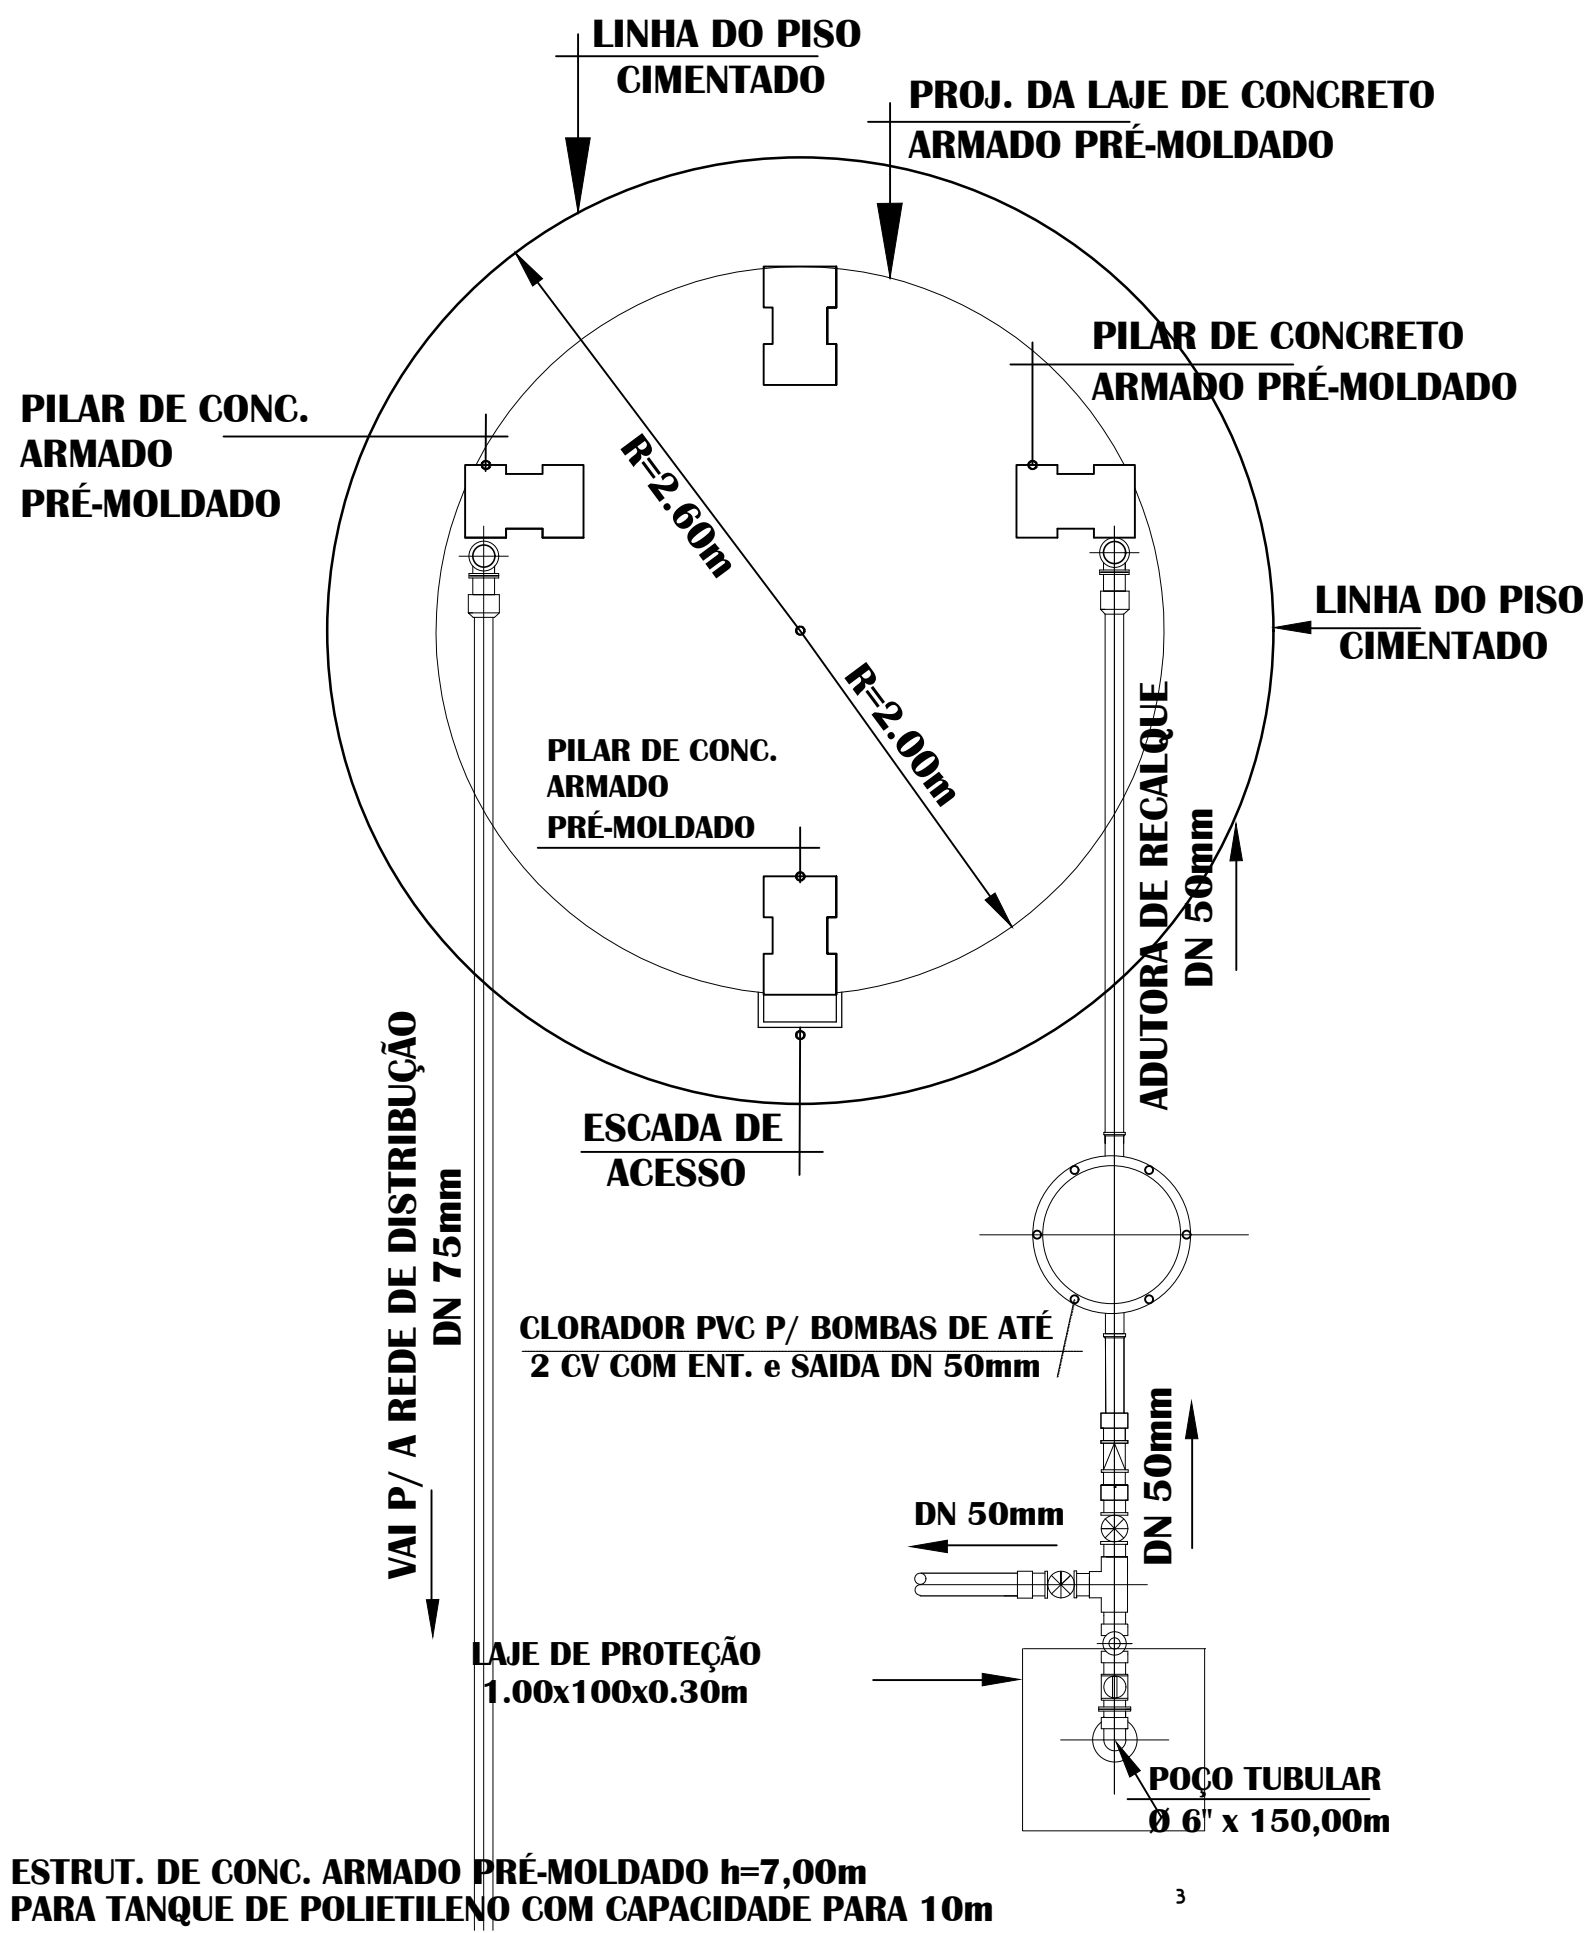 LINHA DO PISO
CIMENTADO
PROJ. DA LAJE DE CONCRETO
ARMADO PRÉ-MOLDADO
PILAR DE CONCRETO
ARMADO PRÉ-MOLDADO
PILAR DE CONC.
ARMADO
PRÉ-MOLDADO
R=2.60m
LINHA DO PISO
CIMENTADO
R=2.00m
PILAR DE CONC.
ARMADO
PRÉ-MOLDADO
ADUTORA DE RECALQUE
DN 50mm
ESCADA DE
ACESSO
VAI P/ A REDE DE DISTRIBUÇÃO
DN 75mm
CLORADOR PVC P/ BOMBAS DE ATÉ
2 CV COM ENT. e SAIDA DN 50mm
DN 50mm
DN 50mm
LAJE DE PROTEÇÃO
1.00x100x0.30m
POÇO TUBULAR
Ø 6" x 150,00m
ESTRUT. DE CONC. ARMADO PRÉ-MOLDADO h=7,00m
PARA TANQUE DE POLIETILENO COM CAPACIDADE PARA 10m
3